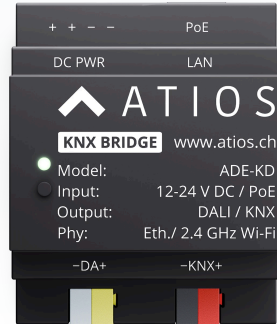 + + − − PoE
DC PWR LAN
ATIOS
KNX BRIDGE www.atios.ch
Model: ADE-KD
Input: 12-24 V DC / PoE
Output: DALI / KNX
Phy: Eth./ 2.4 GHz Wi-Fi
−DA+ −KNX+